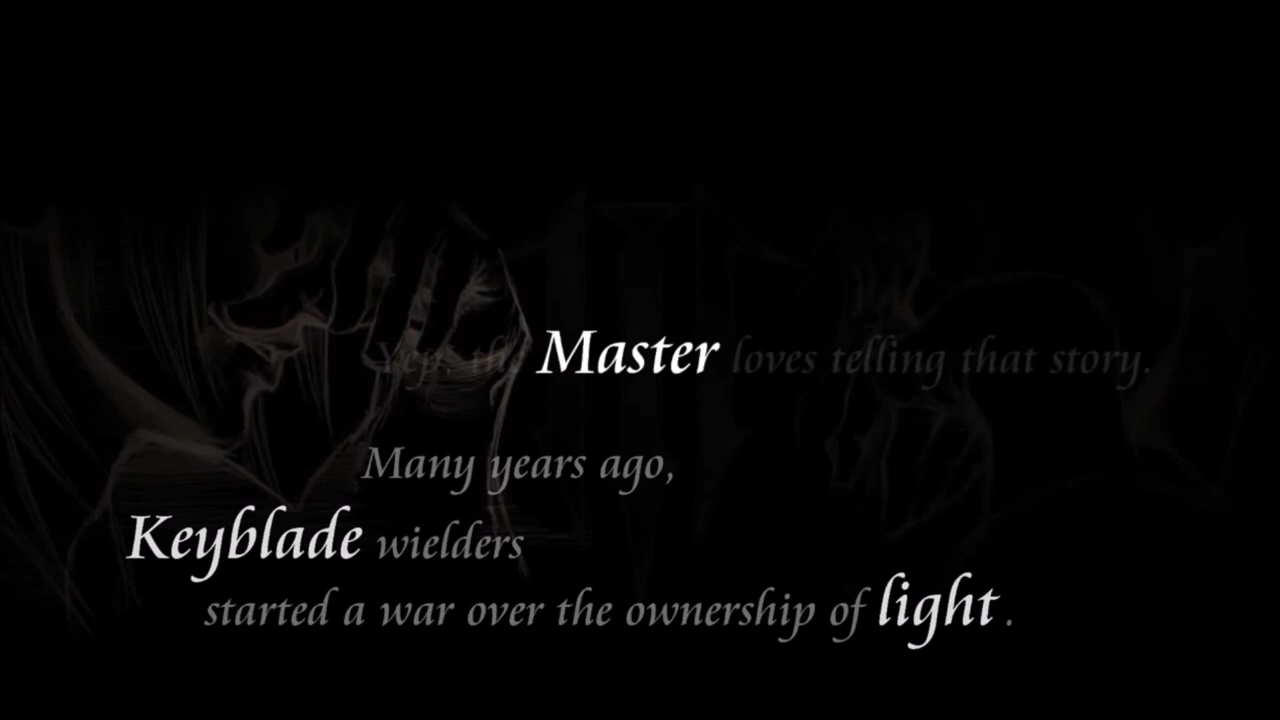 Yep, the Master loves telling that story.
Many years ago,
Keyblade wielders
started a war over the ownership of light.